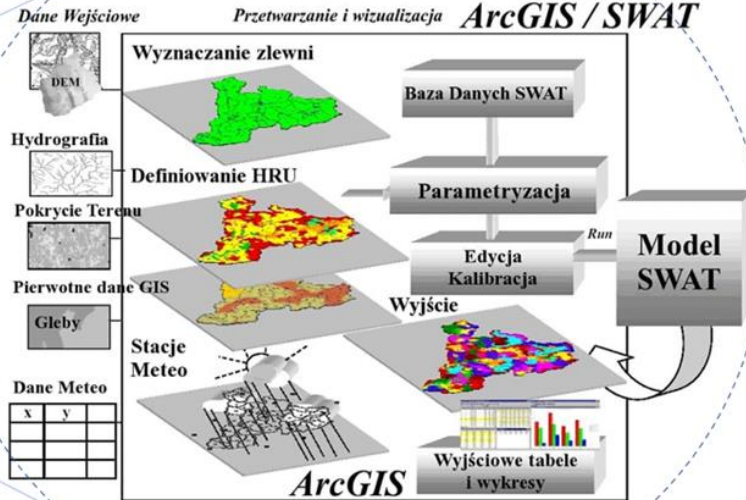 Dane Wejściowe
Przetwarzanie i wizualizacja
ArcGIS / SWAT
Wyznaczanie zlewni
DEM
Baza Danych SWAT
Hydrografia
Definiowanie HRU
Parametryzacja
Pokrycie Terenu
Edycja
Kalibracja
Run
Model
SWAT
Pierwotne dane GIS
Gleby
Wyjście
Stacje
Meteo
Dane Meteo
x y
Wyjściowe tabele
i wykresy
ArcGIS